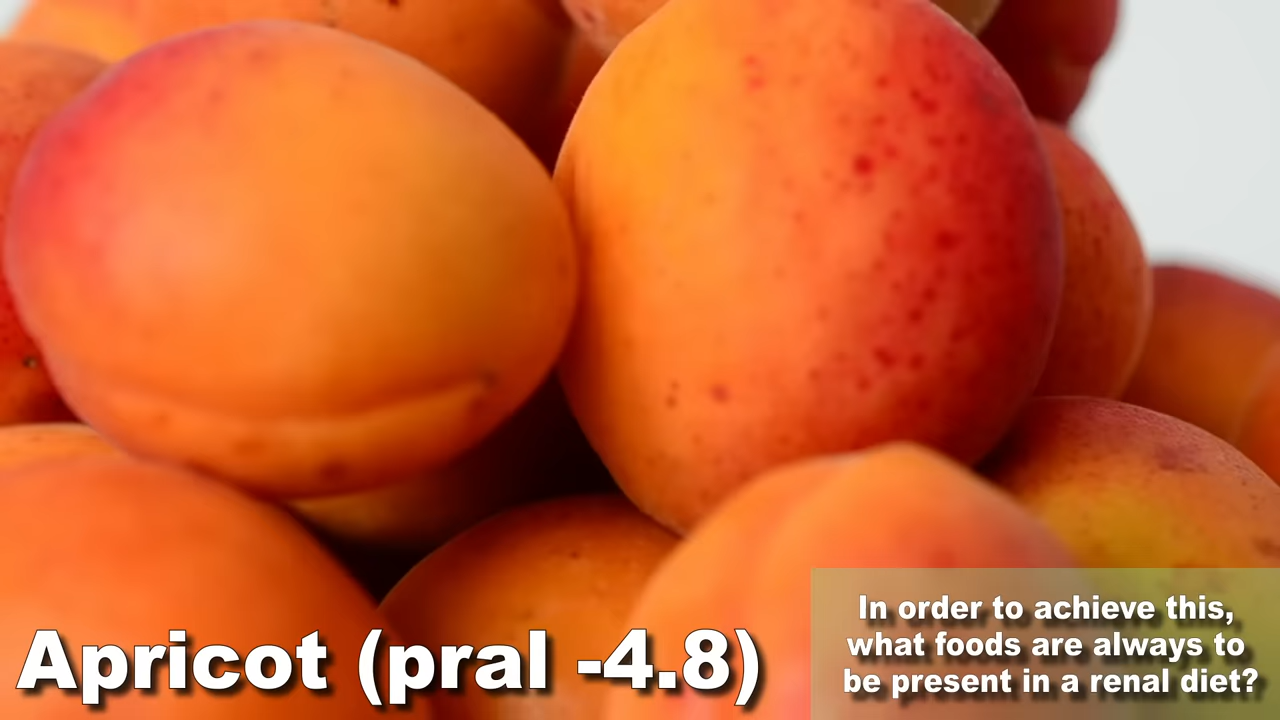 Apricot (pral -4.8)
In order to achieve this,
what foods are always to
be present in a renal diet?